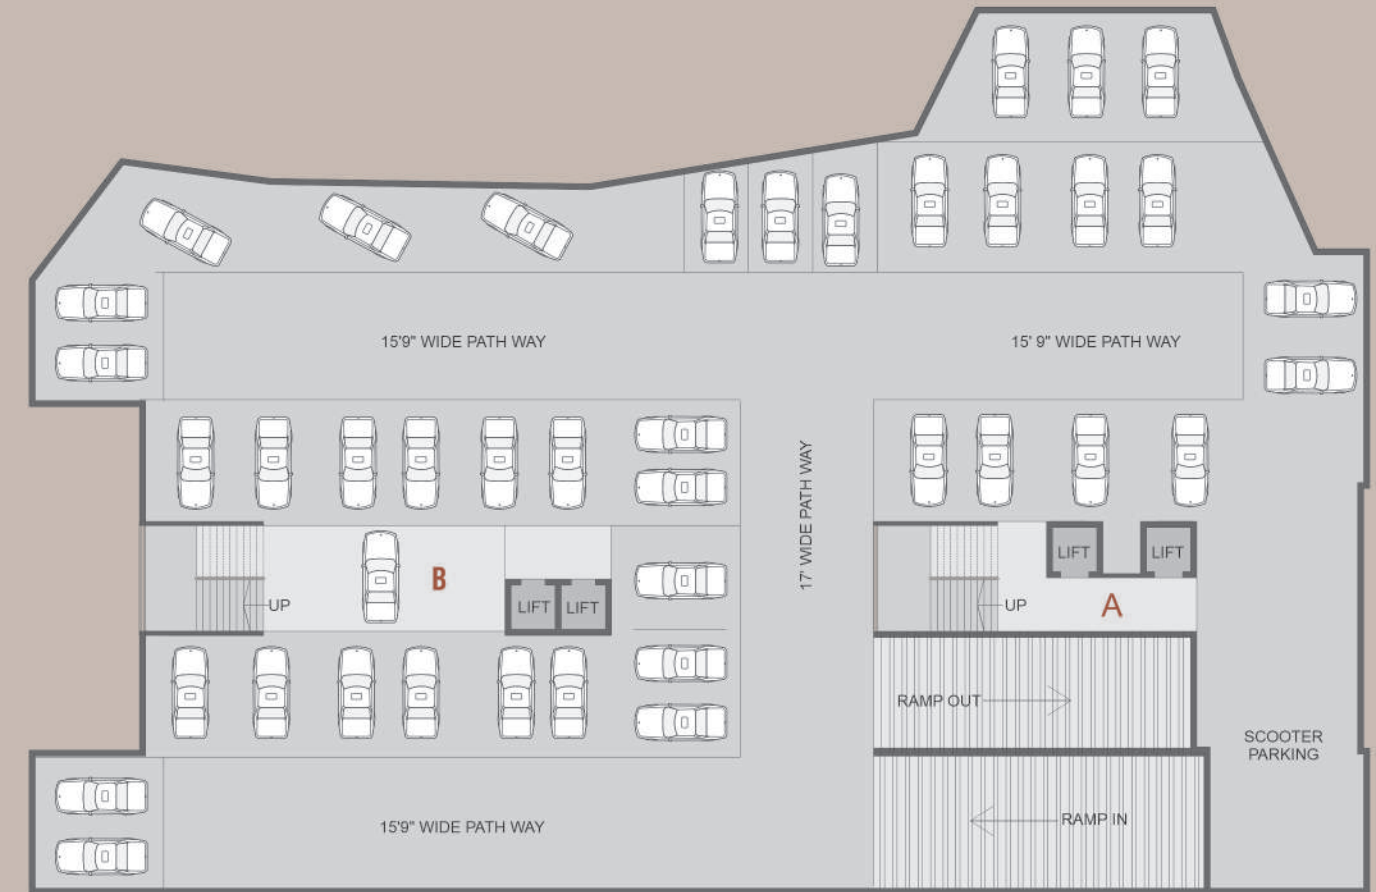 15'9" WIDE PATH WAY
15' 9" WIDE PATH WAY
17' WIDE PATH WAY
B
LIFT
LIFT
UP
LIFT
LIFT
UP
A
RAMP OUT
SCOOTER
PARKING
RAMP IN
15'9" WIDE PATH WAY